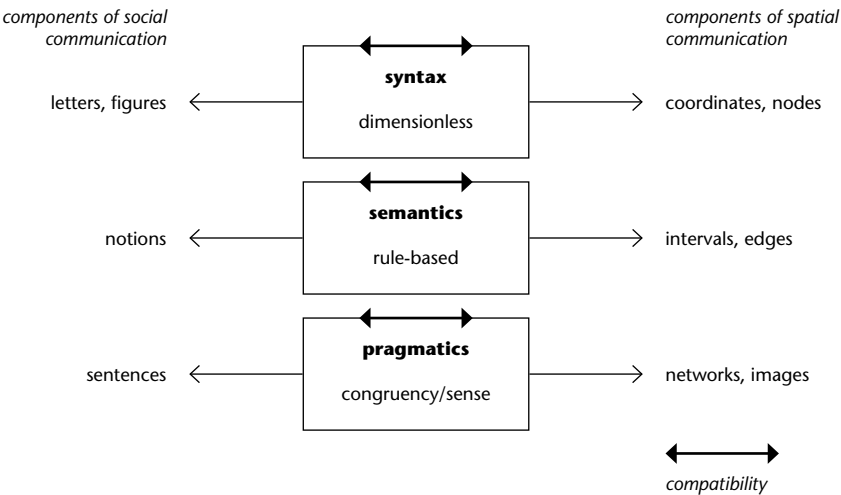 components of social
communication
components of spatial
communication
syntax
letters, figures
dimensionless
coordinates, nodes
semantics
notions
rule-based
intervals, edges
pragmatics
sentences
congruency/sense
networks, images
compatibility